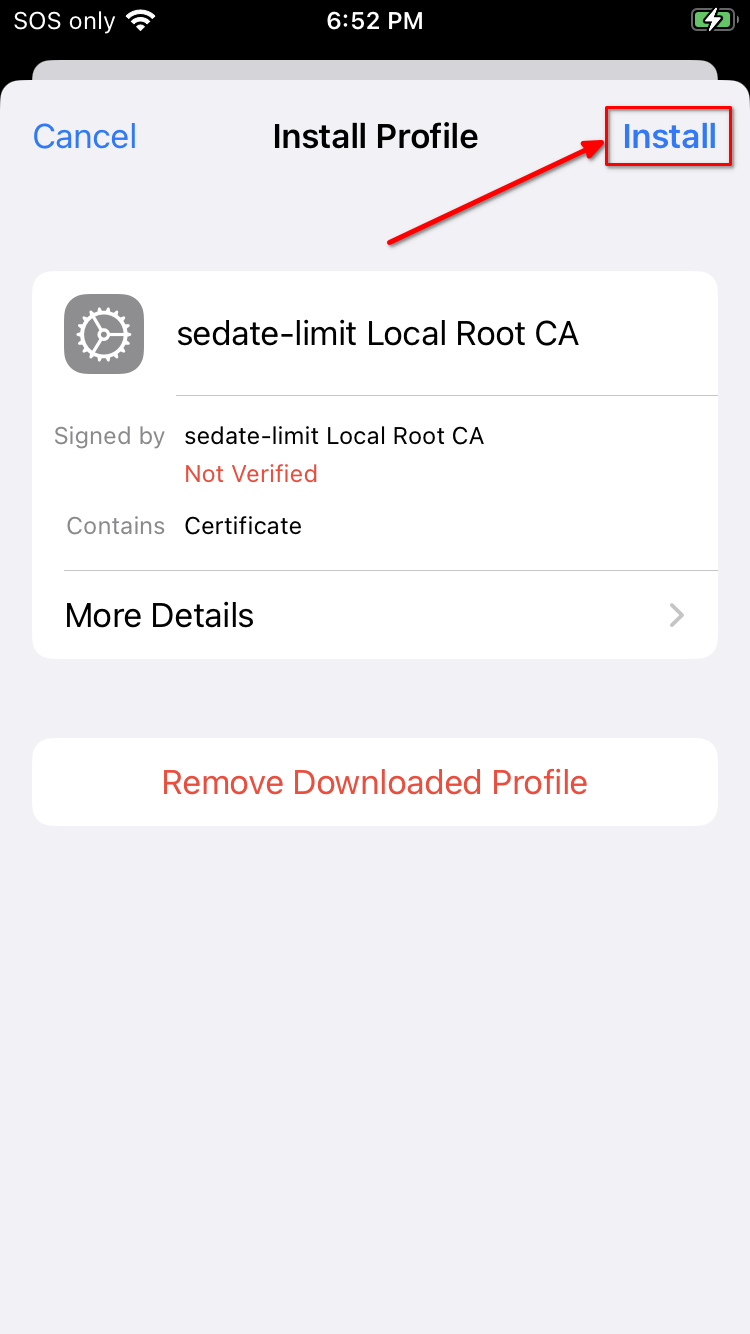 SOS only
6:52 PM
Cancel
Install Profile
Install
sedate-limit Local Root CA
Signed by
sedate-limit Local Root CA
Not Verified
Contains
Certificate
More Details
Remove Downloaded Profile